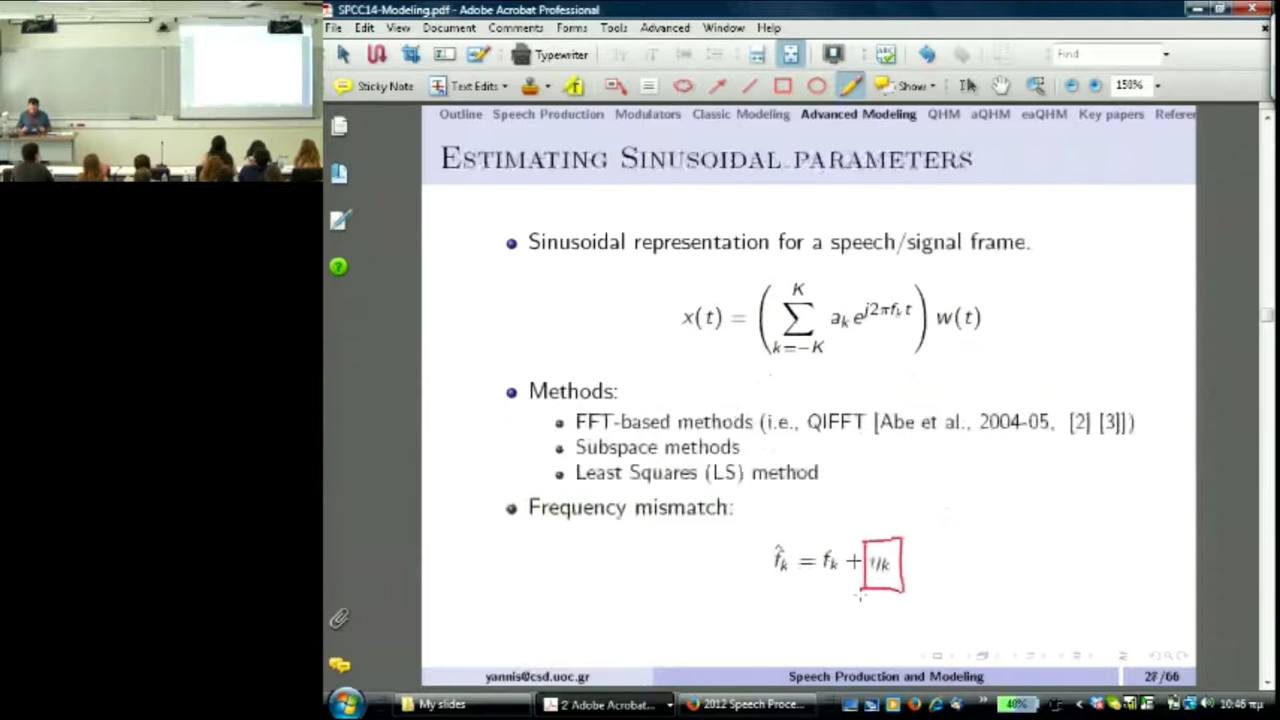 SPCC14-Modeling.pdf - Adobe Acrobat Professional
File Edit View Document Comments Forms Tools Advanced Window Help
Typewriter Find
Sticky Note Text Edits Show 150%
Outline Speech Production Modulators Classic Modeling Advanced Modeling QHM aQHM eaQHM Key papers Referen
ESTIMATING SINUSOIDAL PARAMETERS
Sinusoidal representation for a speech/signal frame.
x(t) = ( ∑_{k=−K}^{K} a_k e^{j2πf_k t} ) w(t)
Methods:
FFT-based methods (i.e., QIFFT [Abe et al., 2004-05, [2] [3]])
Subspace methods
Least Squares (LS) method
Frequency mismatch:
f̂_k = f_k + η_k
yannis@csd.uoc.gr Speech Production and Modeling 28/66
My slides 2 Adobe Acrobat... 2012 Speech Proce... 10:46 πμ